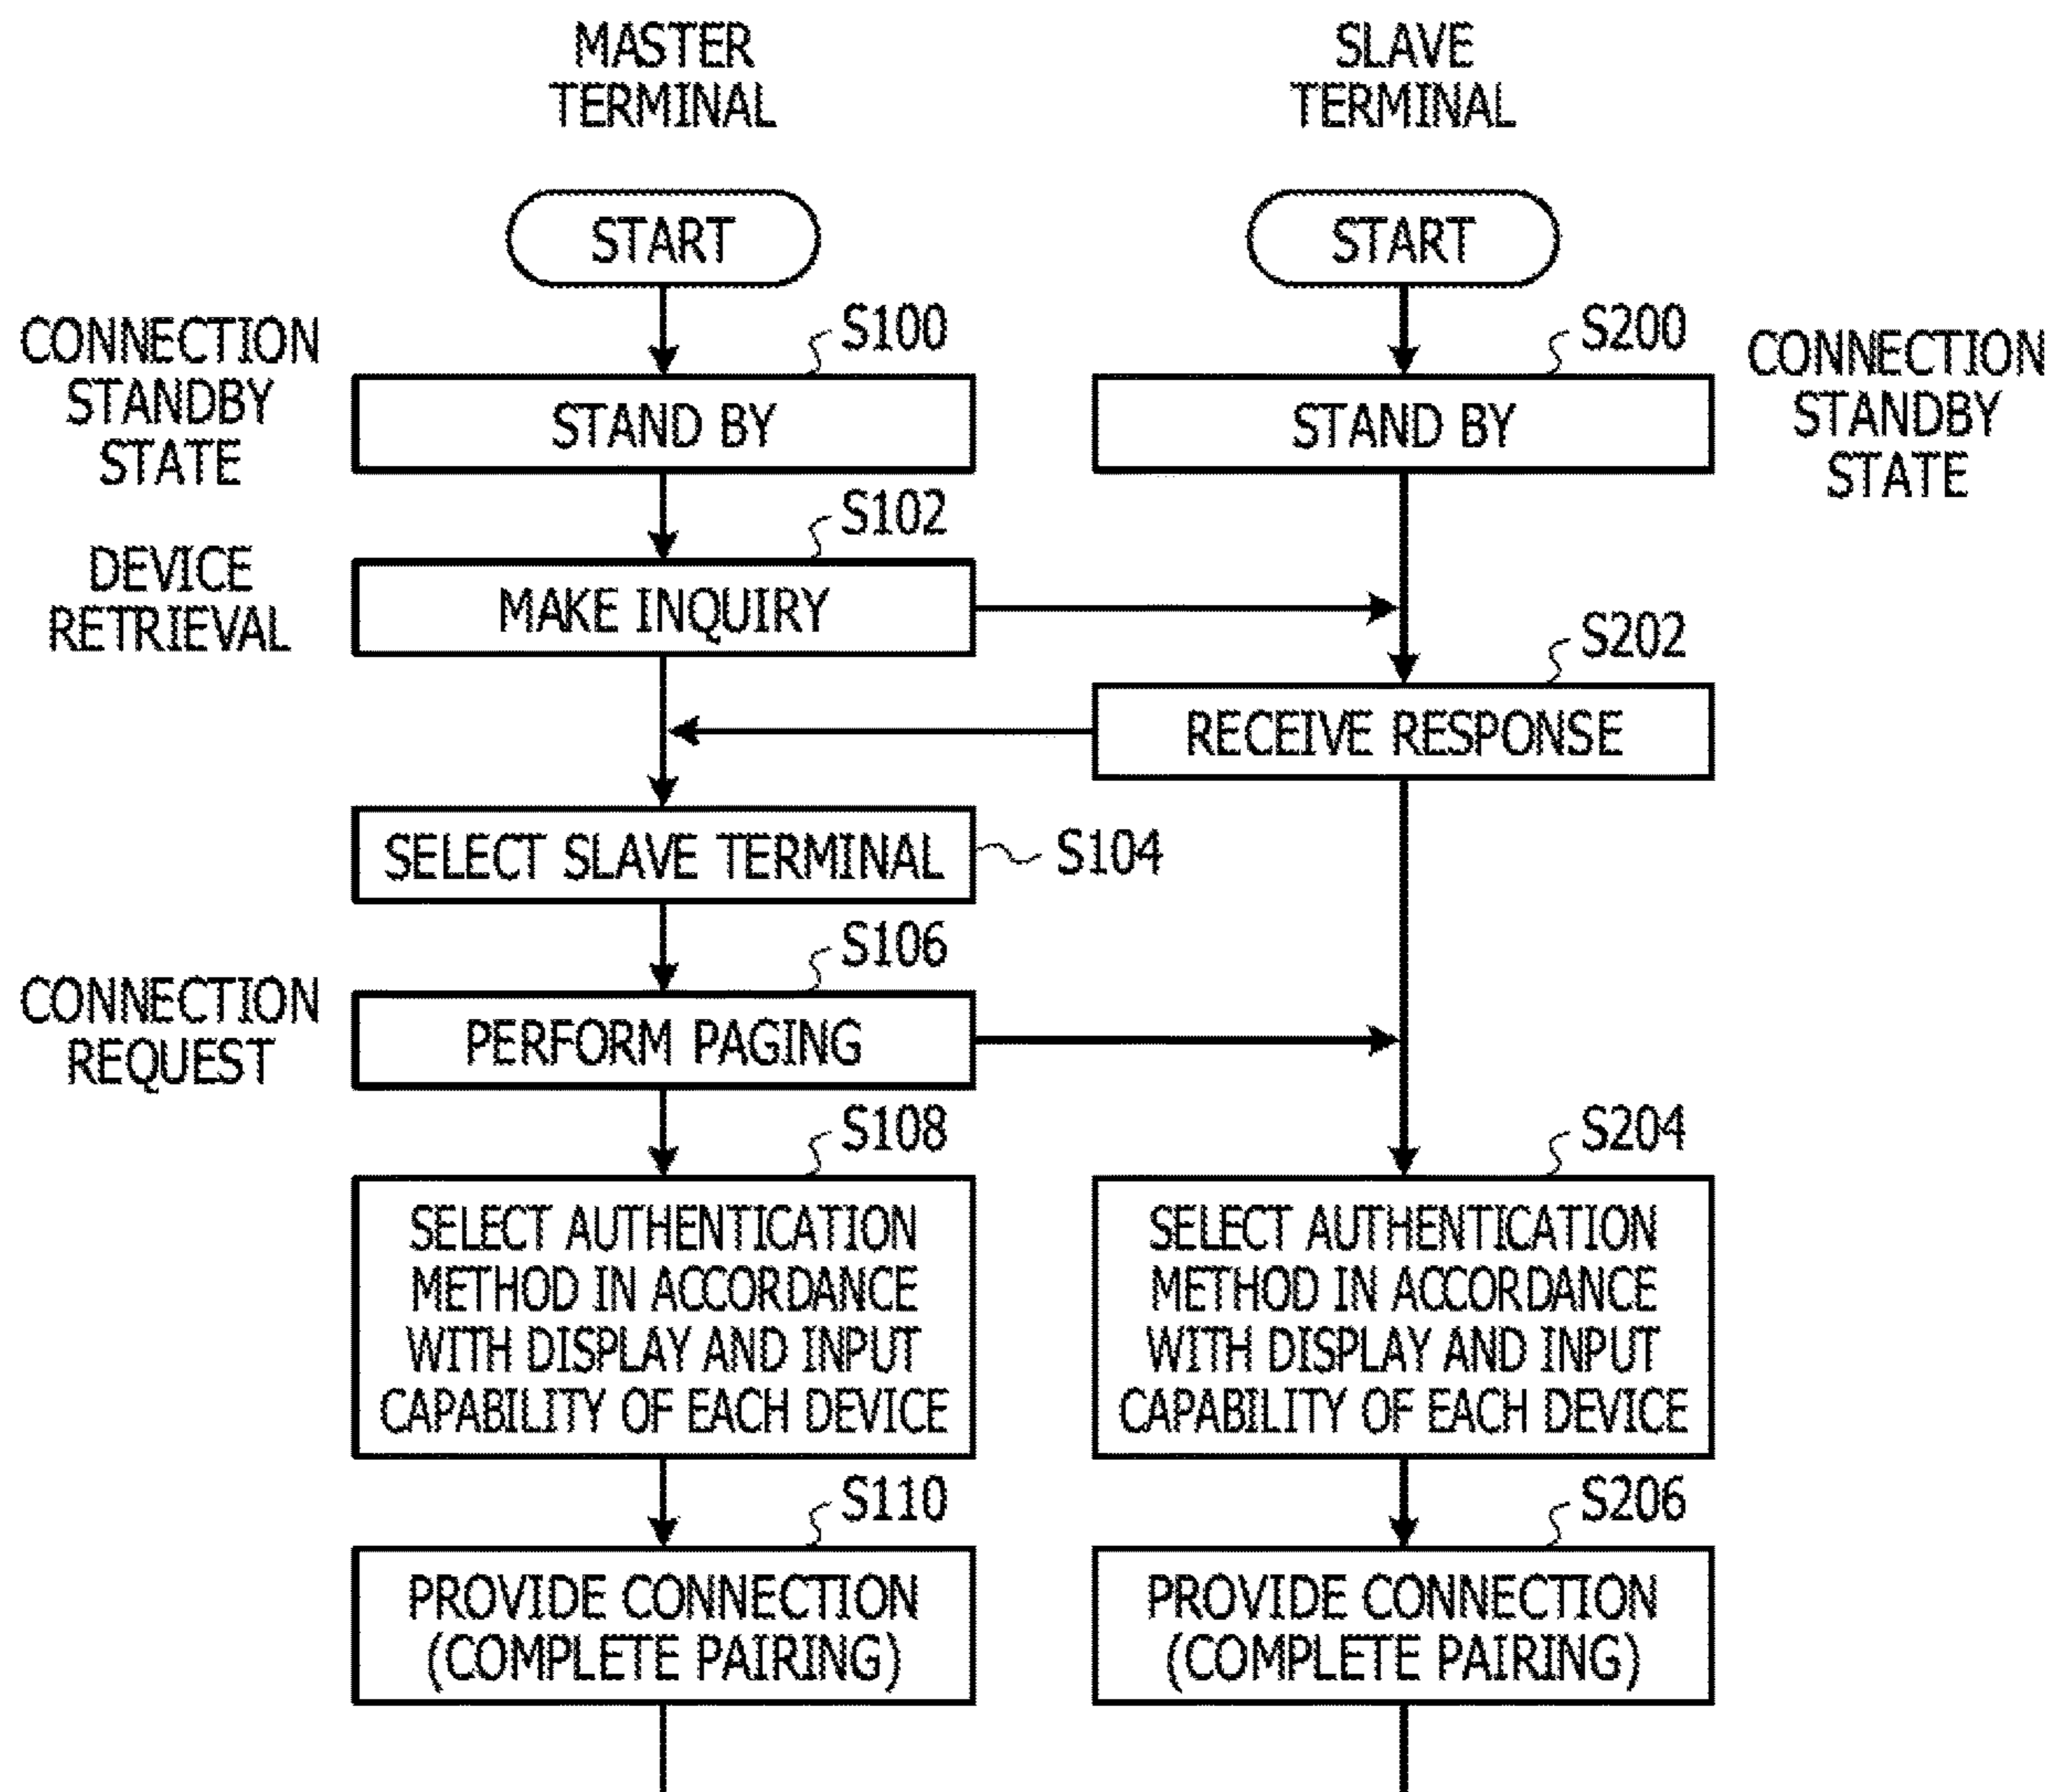 MASTER
TERMINAL
SLAVE
TERMINAL
START
START
S100
S200
CONNECTION
STANDBY
STATE
STAND BY
STAND BY
CONNECTION
STANDBY
STATE
S102
DEVICE
RETRIEVAL
MAKE INQUIRY
S202
RECEIVE RESPONSE
SELECT SLAVE TERMINAL
S104
S106
CONNECTION
REQUEST
PERFORM PAGING
S108
S204
SELECT AUTHENTICATION
METHOD IN ACCORDANCE
WITH DISPLAY AND INPUT
CAPABILITY OF EACH DEVICE
SELECT AUTHENTICATION
METHOD IN ACCORDANCE
WITH DISPLAY AND INPUT
CAPABILITY OF EACH DEVICE
S110
S206
PROVIDE CONNECTION
(COMPLETE PAIRING)
PROVIDE CONNECTION
(COMPLETE PAIRING)